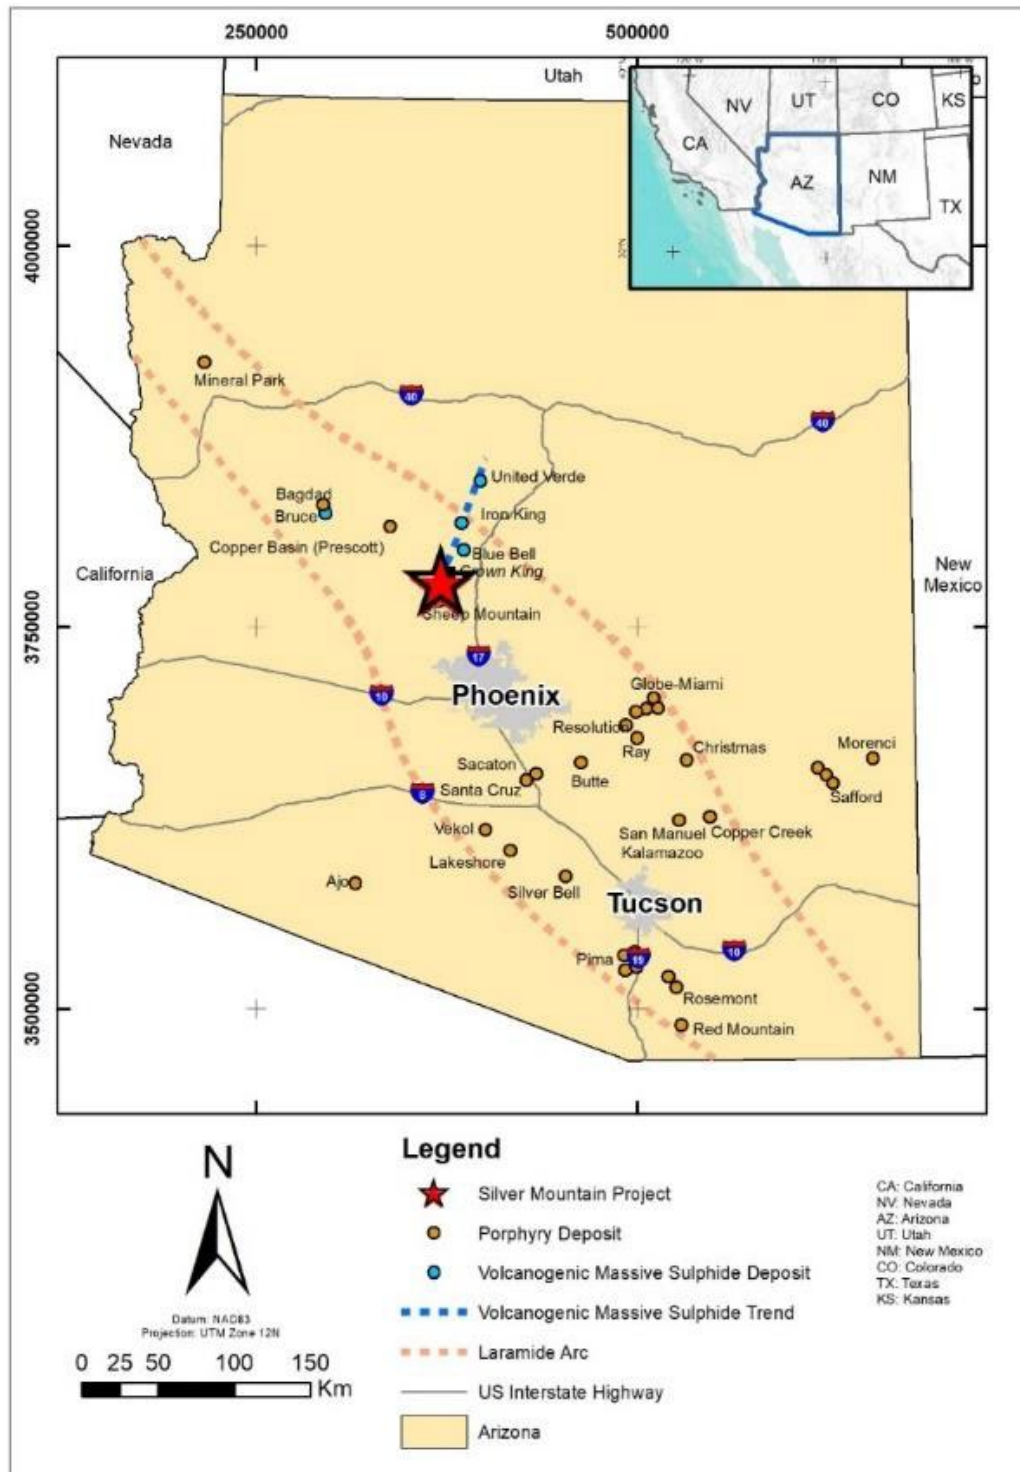 250000
500000
Utah
Nevada
NV
UT
CO
KS
CA
AZ
NM
TX
4000000
Mineral Park
40
40
United Verde
Bagdad
Bruce
Iron King
Copper Basin (Prescott)
Blue Bell
Crown King
California
New
Mexico
Sheep Mountain
3750000
17
Globe-Miami
10
Phoenix
Resolution
Ray
Christmas
Morenci
Sacaton
Santa Cruz
Butte
8
Safford
Vekol
San Manuel
Kalamazoo
Copper Creek
Lakeshore
Ajo
Silver Bell
Tucson
Pima
19
10
Rosemont
3500000
Red Mountain
N
Datum: NAD83
Projection: UTM Zone 12N
0 25 50 100 150
Km
Legend
Silver Mountain Project
Porphyry Deposit
Volcanogenic Massive Sulphide Deposit
Volcanogenic Massive Sulphide Trend
Laramide Arc
US Interstate Highway
Arizona
CA: California
NV: Nevada
AZ: Arizona
UT: Utah
NM: New Mexico
CO: Colorado
TX: Texas
KS: Kansas